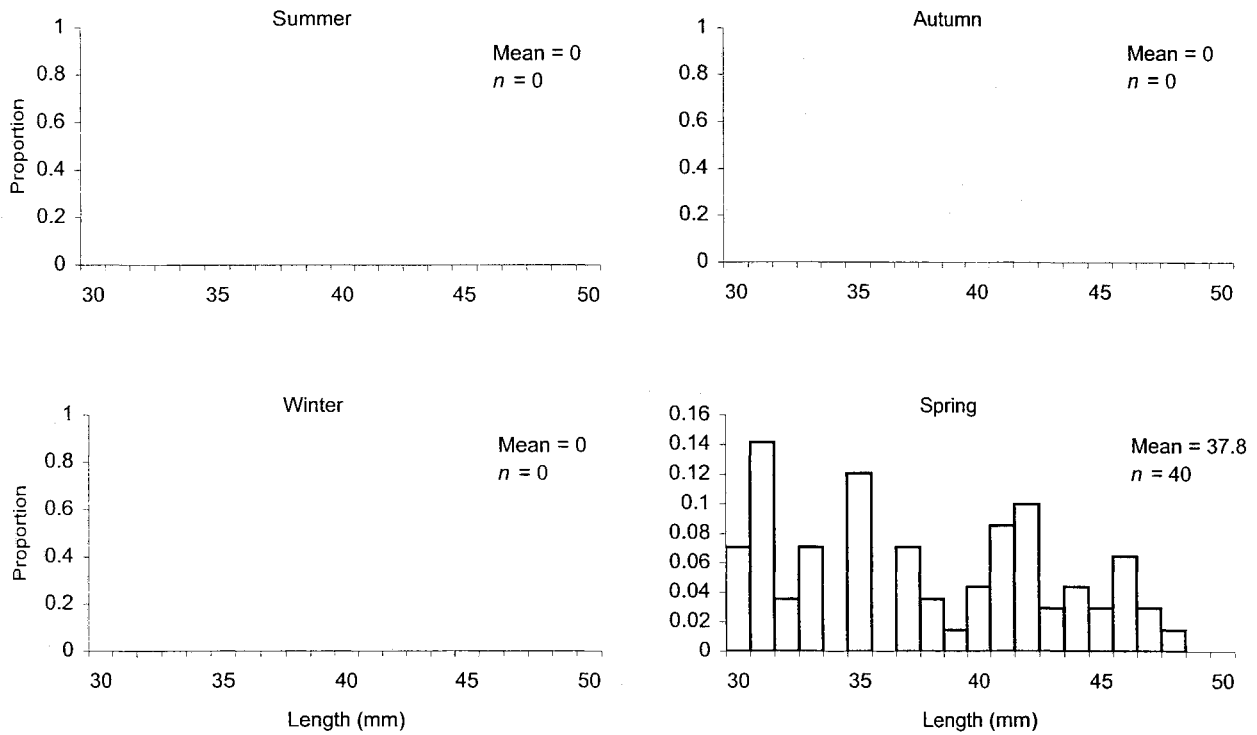 Summer
Mean = 0
n = 0
Proportion
1
0.8
0.6
0.4
0.2
0
30 35 40 45 50
Autumn
Mean = 0
n = 0
1
0.8
0.6
0.4
0.2
0
30 35 40 45 50
Winter
Mean = 0
n = 0
Proportion
1
0.8
0.6
0.4
0.2
0
30 35 40 45 50
Length (mm)
Spring
Mean = 37.8
n = 40
0.16
0.14
0.12
0.1
0.08
0.06
0.04
0.02
0
30 35 40 45 50
Length (mm)